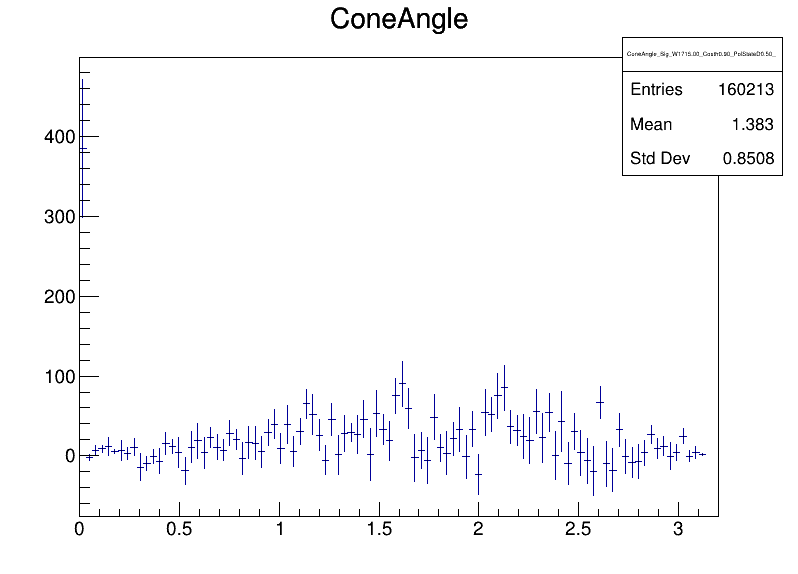 ConeAngle
ConeAngle_Sig_W1715.00_Costh0.90_PolStateD0.50_
Entries 160213
Mean 1.383
Std Dev 0.8508
400
300
200
100
0
0 0.5 1 1.5 2 2.5 3